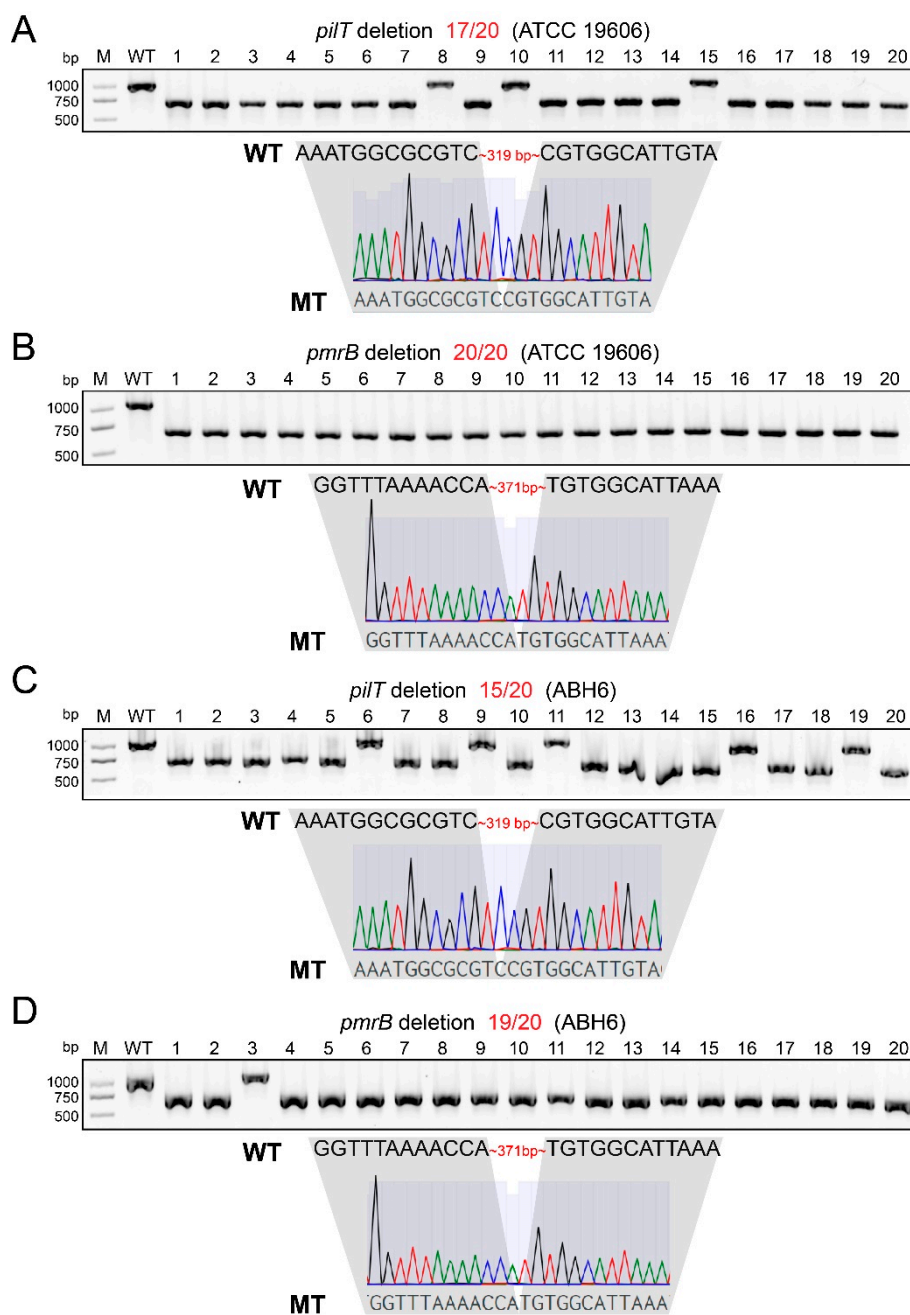 A
pilT deletion 17/20 (ATCC 19606)
bp M WT 1 2 3 4 5 6 7 8 9 10 11 12 13 14 15 16 17 18 19 20
1000
750
500
WT AAATGGCGCGTC ~319 bp~ CGTGGCATTGTA
MT AAATGGCGCGTCCGTGGCATTGTA
B
pmrB deletion 20/20 (ATCC 19606)
bp M WT 1 2 3 4 5 6 7 8 9 10 11 12 13 14 15 16 17 18 19 20
1000
750
500
WT GGTTTAAAACCA ~371bp~ TGTGGCATTAAA
MT GGTTTAAAACCATGTGGCATTAAA
C
pilT deletion 15/20 (ABH6)
bp M WT 1 2 3 4 5 6 7 8 9 10 11 12 13 14 15 16 17 18 19 20
1000
750
500
WT AAATGGCGCGTC ~319 bp~ CGTGGCATTGTA
MT AAATGGCGCGTCCGTGGCATTGTA
D
pmrB deletion 19/20 (ABH6)
bp M WT 1 2 3 4 5 6 7 8 9 10 11 12 13 14 15 16 17 18 19 20
1000
750
500
WT GGTTTAAAACCA ~371bp~ TGTGGCATTAAA
MT GGTTTAAAACCATGTGGCATTAAA